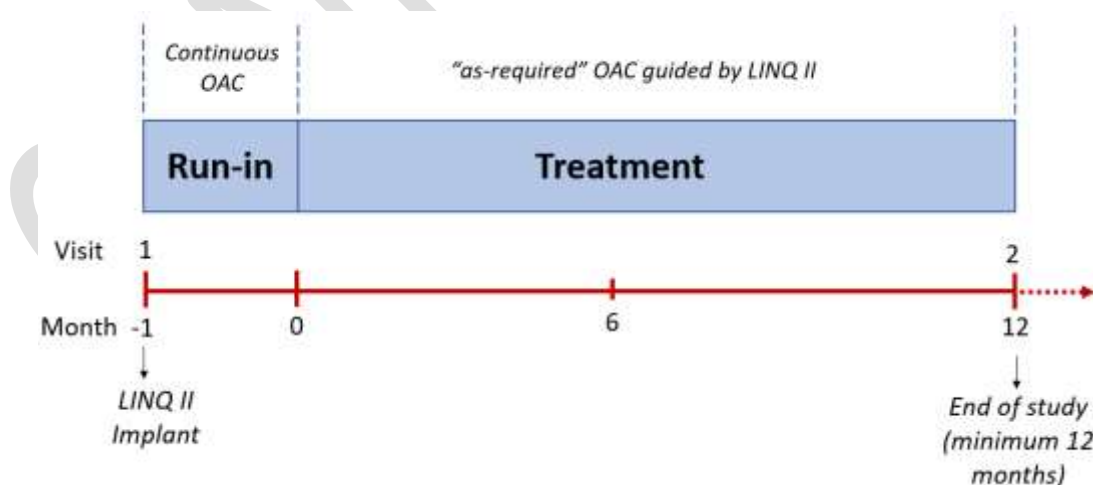 Continuous
OAC
"as-required" OAC guided by LINQ II
Run-in
Treatment
Visit 1 2
Month -1 0 6 12
LINQ II
Implant
End of study
(minimum 12
months)